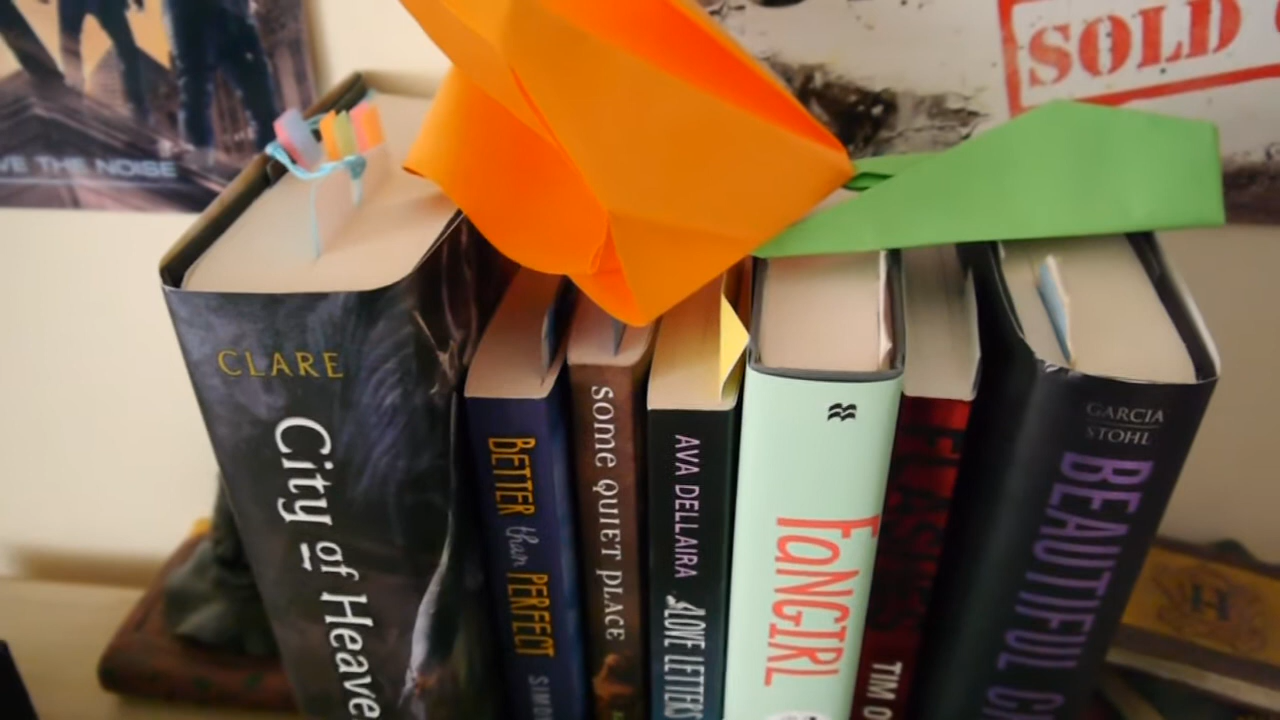 VE THE NOISE
SOLD
CLARE
City of Heave
BETTER than PERFECT
SIMO
some quiet place
AVA DELLAIRA
LOVE LETTERS
FANGIRL
TIM O
GARCIA
STOHL
BEAUTIFUL
H